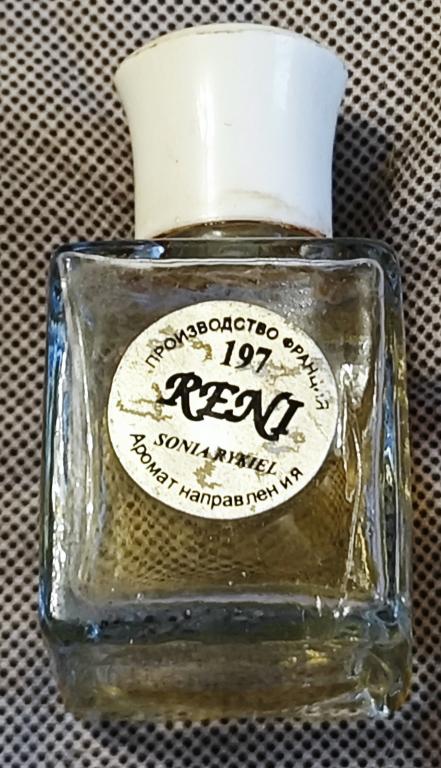 ПРОИЗВОДСТВО ФРАНЦИЯ
197
RENI
SONIA RYKIEL
Аромат направления